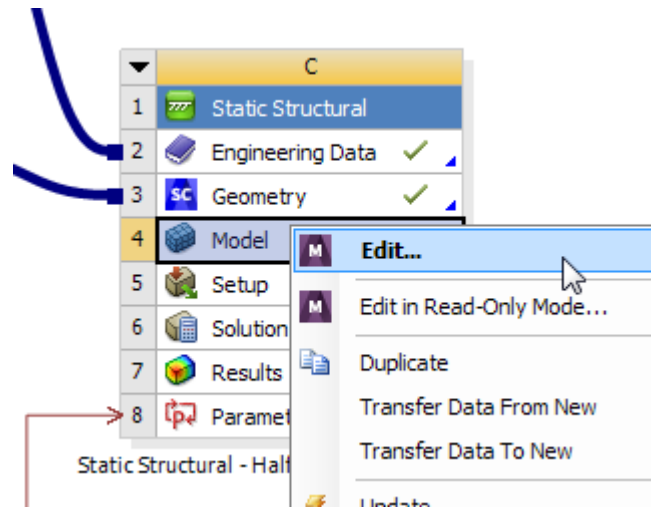 C
1 Static Structural
2 Engineering Data
3 SC Geometry
4 Model
5 Setup
6 Solution
7 Results
8
Static Structural - Half
M Edit...
M Edit in Read-Only Mode...
Duplicate
Transfer Data From New
Transfer Data To New
Update